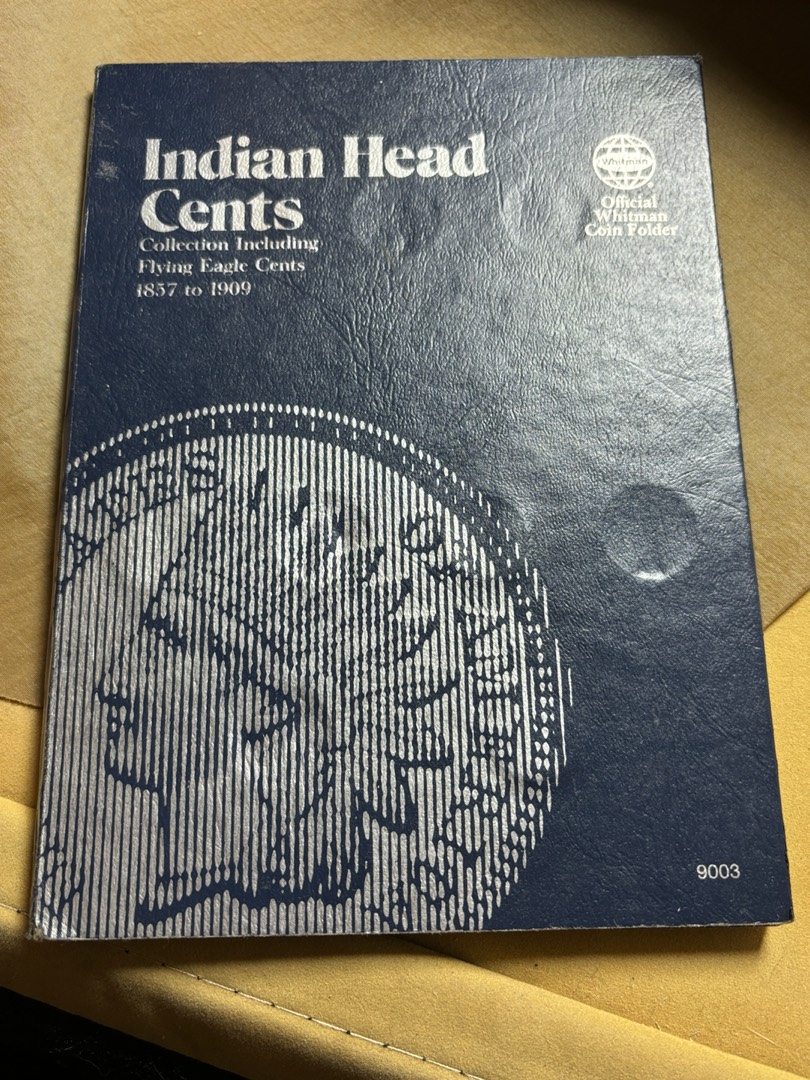 Indian Head
Cents
Collection Including
Flying Eagle Cents
1857 to 1909
Whitman
Official
Whitman
Coin Folder
9003